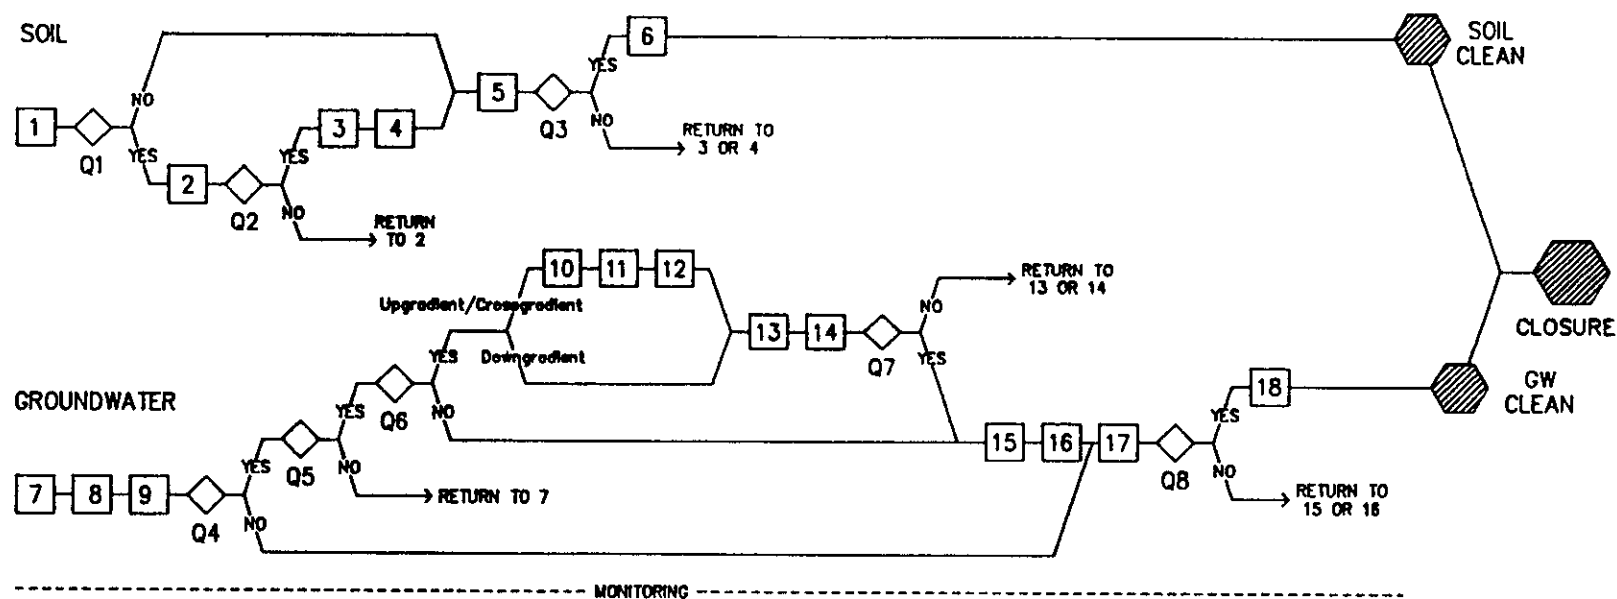 SOIL
6
SOIL
CLEAN
YES
5
Q3
NO
NO
RETURN TO
3 OR 4
1
Q1
3
4
YES
YES
2
Q2
NO
RETURN
TO 2
10
11
12
RETURN TO
13 OR 14
Upgradient/Crossgradient
NO
CLOSURE
13
14
Q7
YES
Downgradient
YES
GROUNDWATER
Q6
YES
NO
18
GW
CLEAN
YES
Q5
YES
NO
15
16
17
Q8
NO
RETURN TO
15 OR 16
7
8
9
Q4
NO
RETURN TO 7
MONITORING